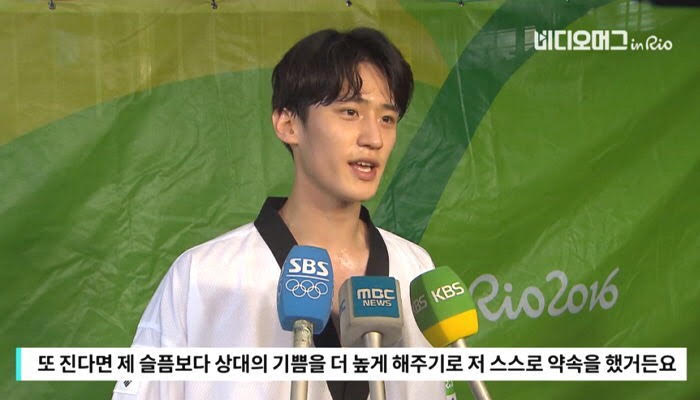 비디오머그 in Rio
SBS
MBC
NEWS
KBS
Rio2016
또 진다면 제 슬픔보다 상대의 기쁨을 더 높게 해주기로 저 스스로 약속을 했거든요